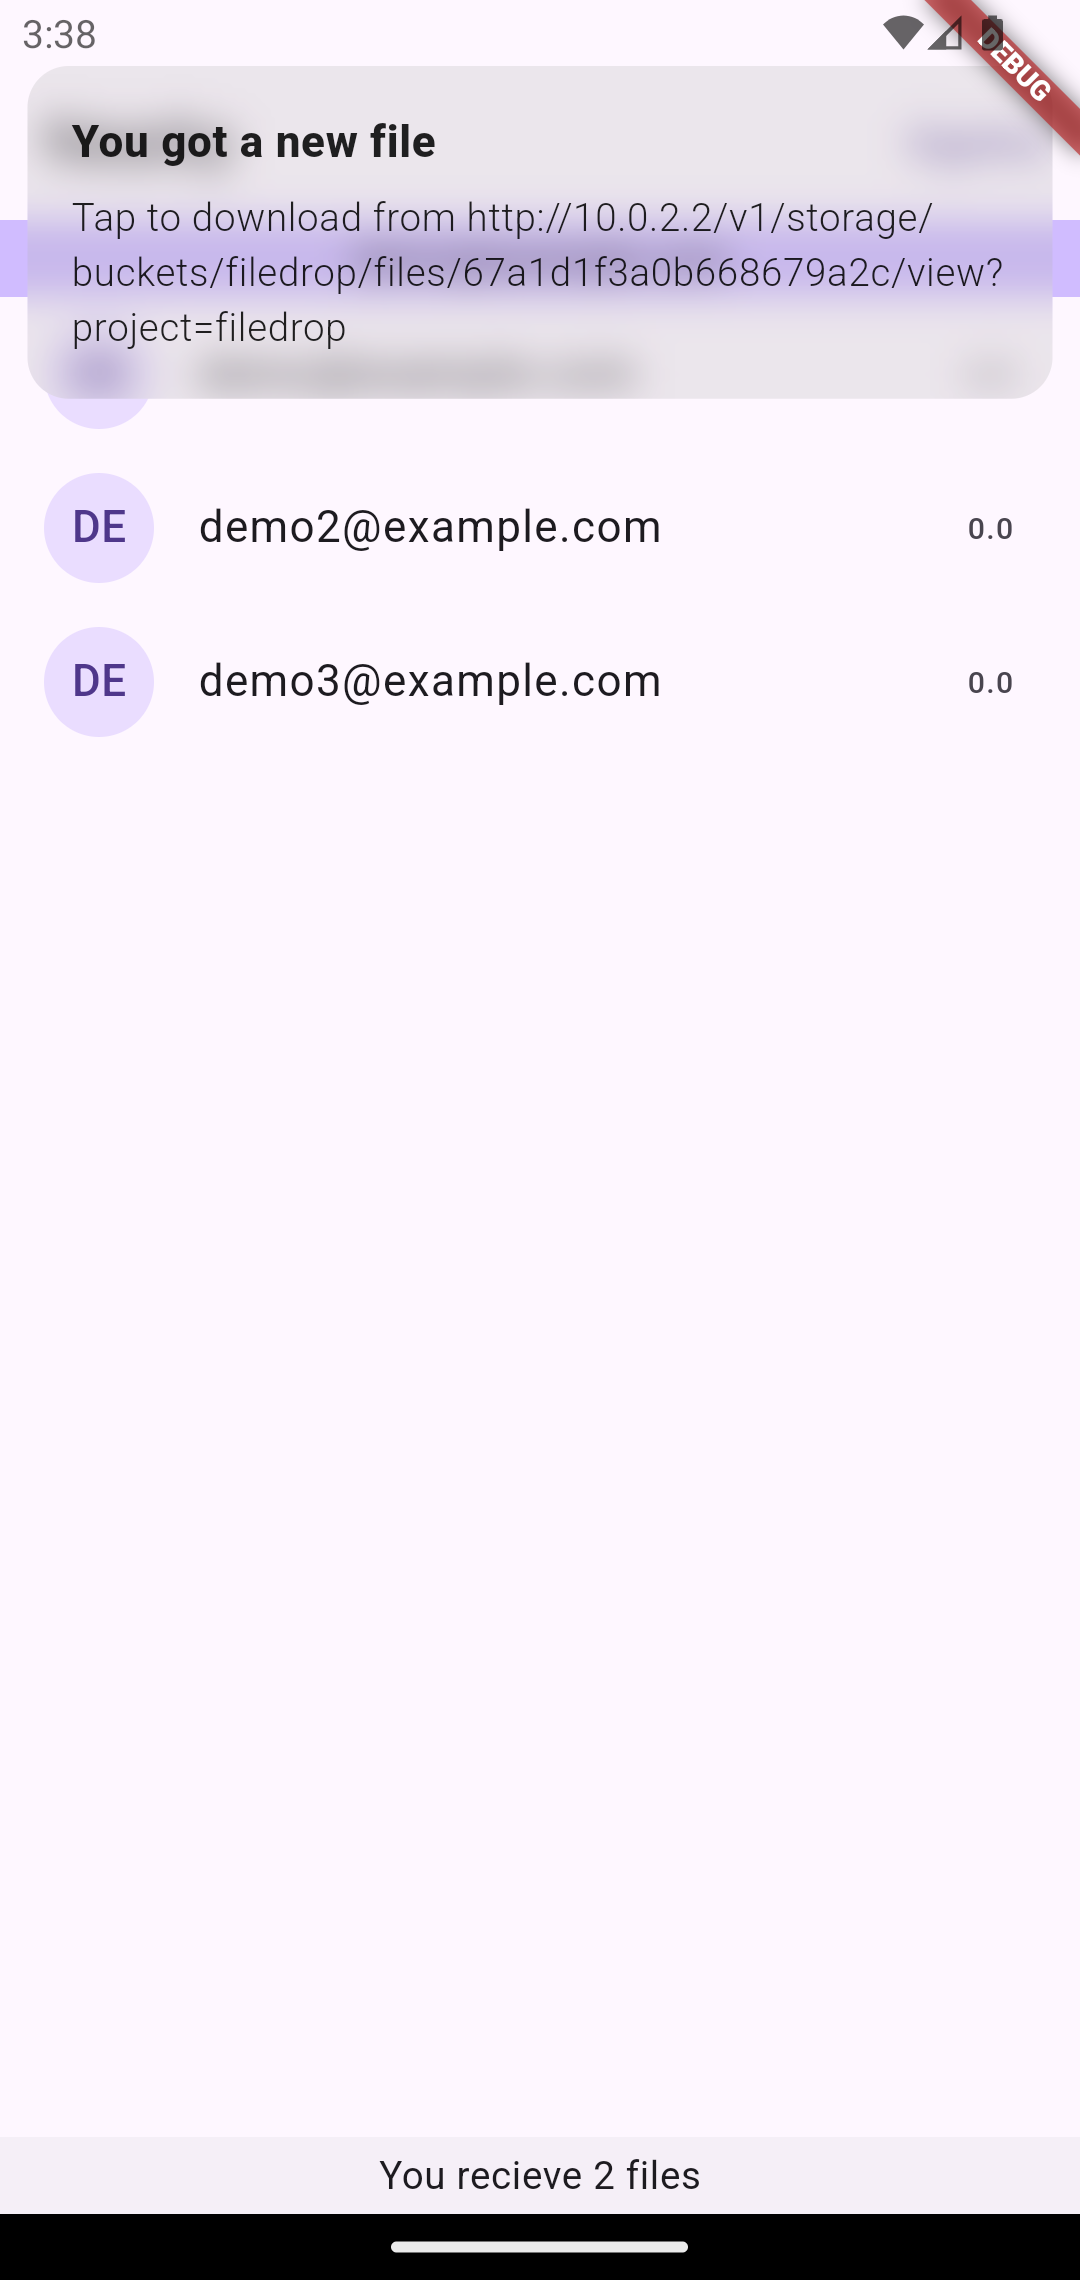 3:38
DEBUG
You got a new file
Tap to download from http://10.0.2.2/v1/storage/
buckets/filedrop/files/67a1d1f3a0b668679a2c/view?
project=filedrop
DE demo2@example.com 0.0
DE demo3@example.com 0.0
You recieve 2 files